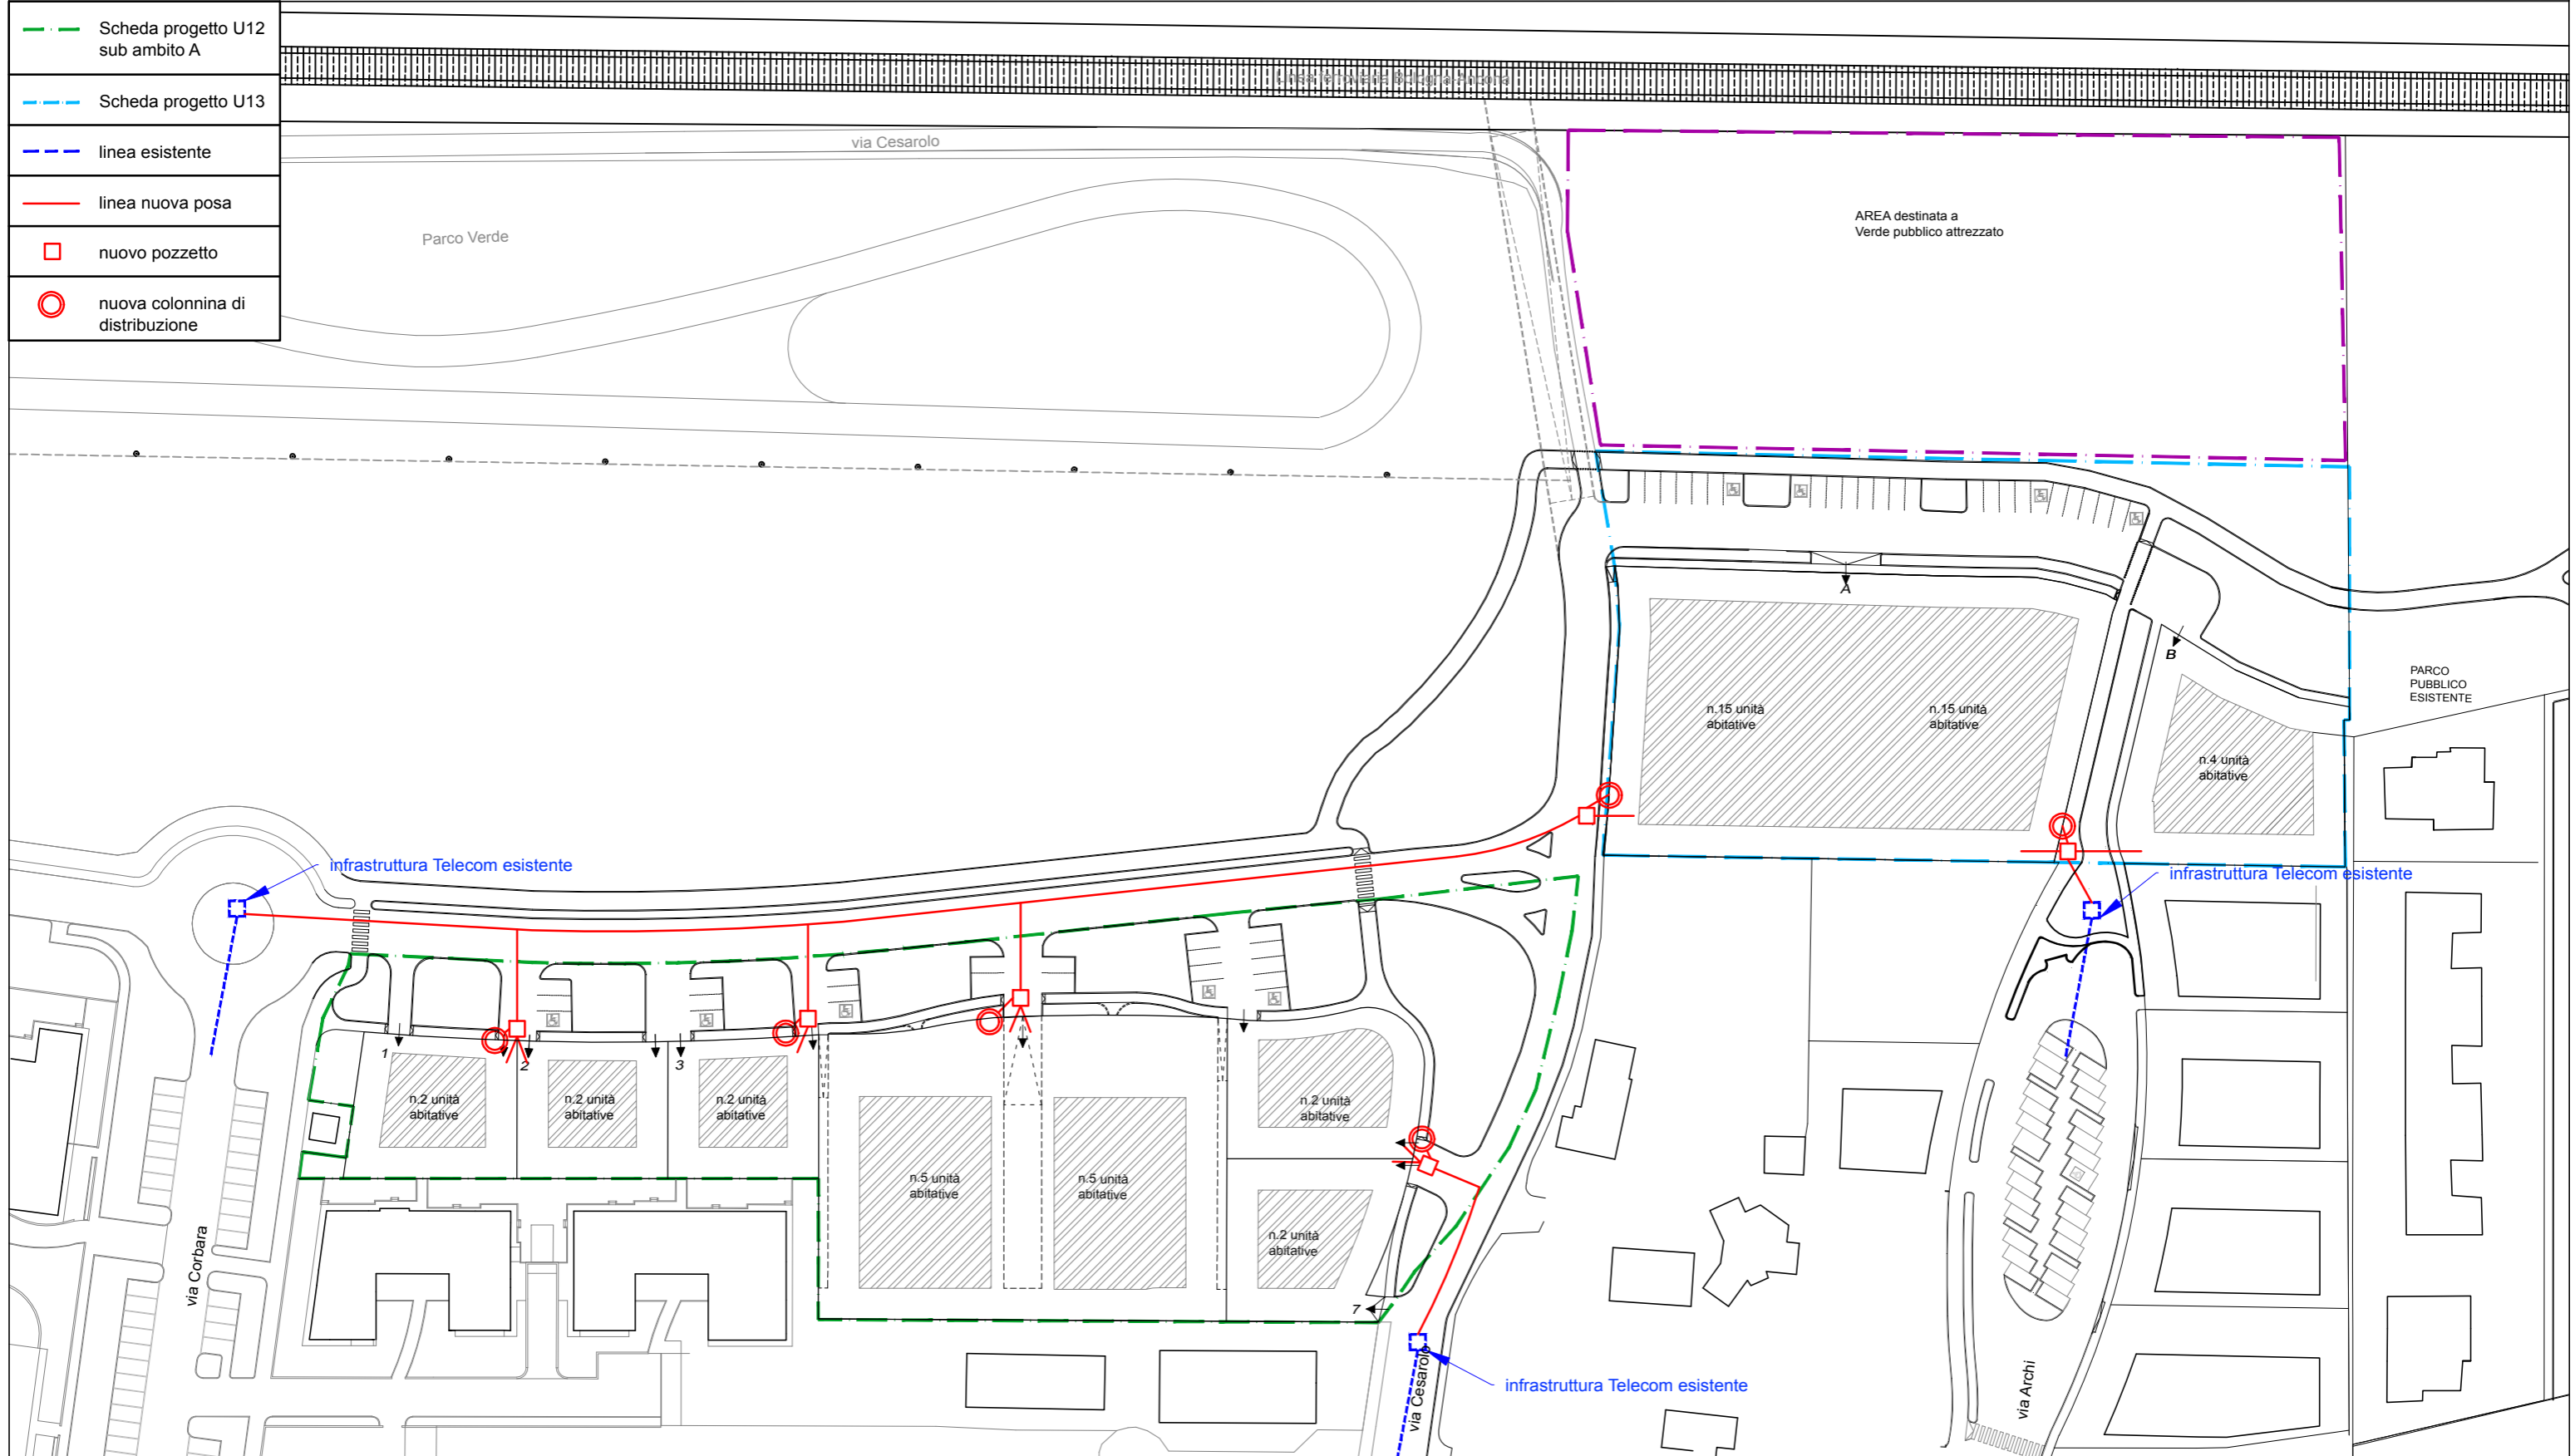 Scheda progetto U12
sub ambito A
Scheda progetto U13
linea esistente
linea nuova posa
nuovo pozzetto
nuova colonnina di
distribuzione
Linea ferroviaria Bologna-Ancona
via Cesarolo
Parco Verde
AREA destinata a
Verde pubblico attrezzato
A
B
PARCO
PUBBLICO
ESISTENTE
n.15 unità
abitative
n.15 unità
abitative
n.4 unità
abitative
infrastruttura Telecom esistente
infrastruttura Telecom esistente
1
2
3
n.2 unità
abitative
n.2 unità
abitative
n.2 unità
abitative
n.2 unità
abitative
n.5 unità
abitative
n.5 unità
abitative
n.2 unità
abitative
7
via Corbara
via Cesarolo
infrastruttura Telecom esistente
via Archi